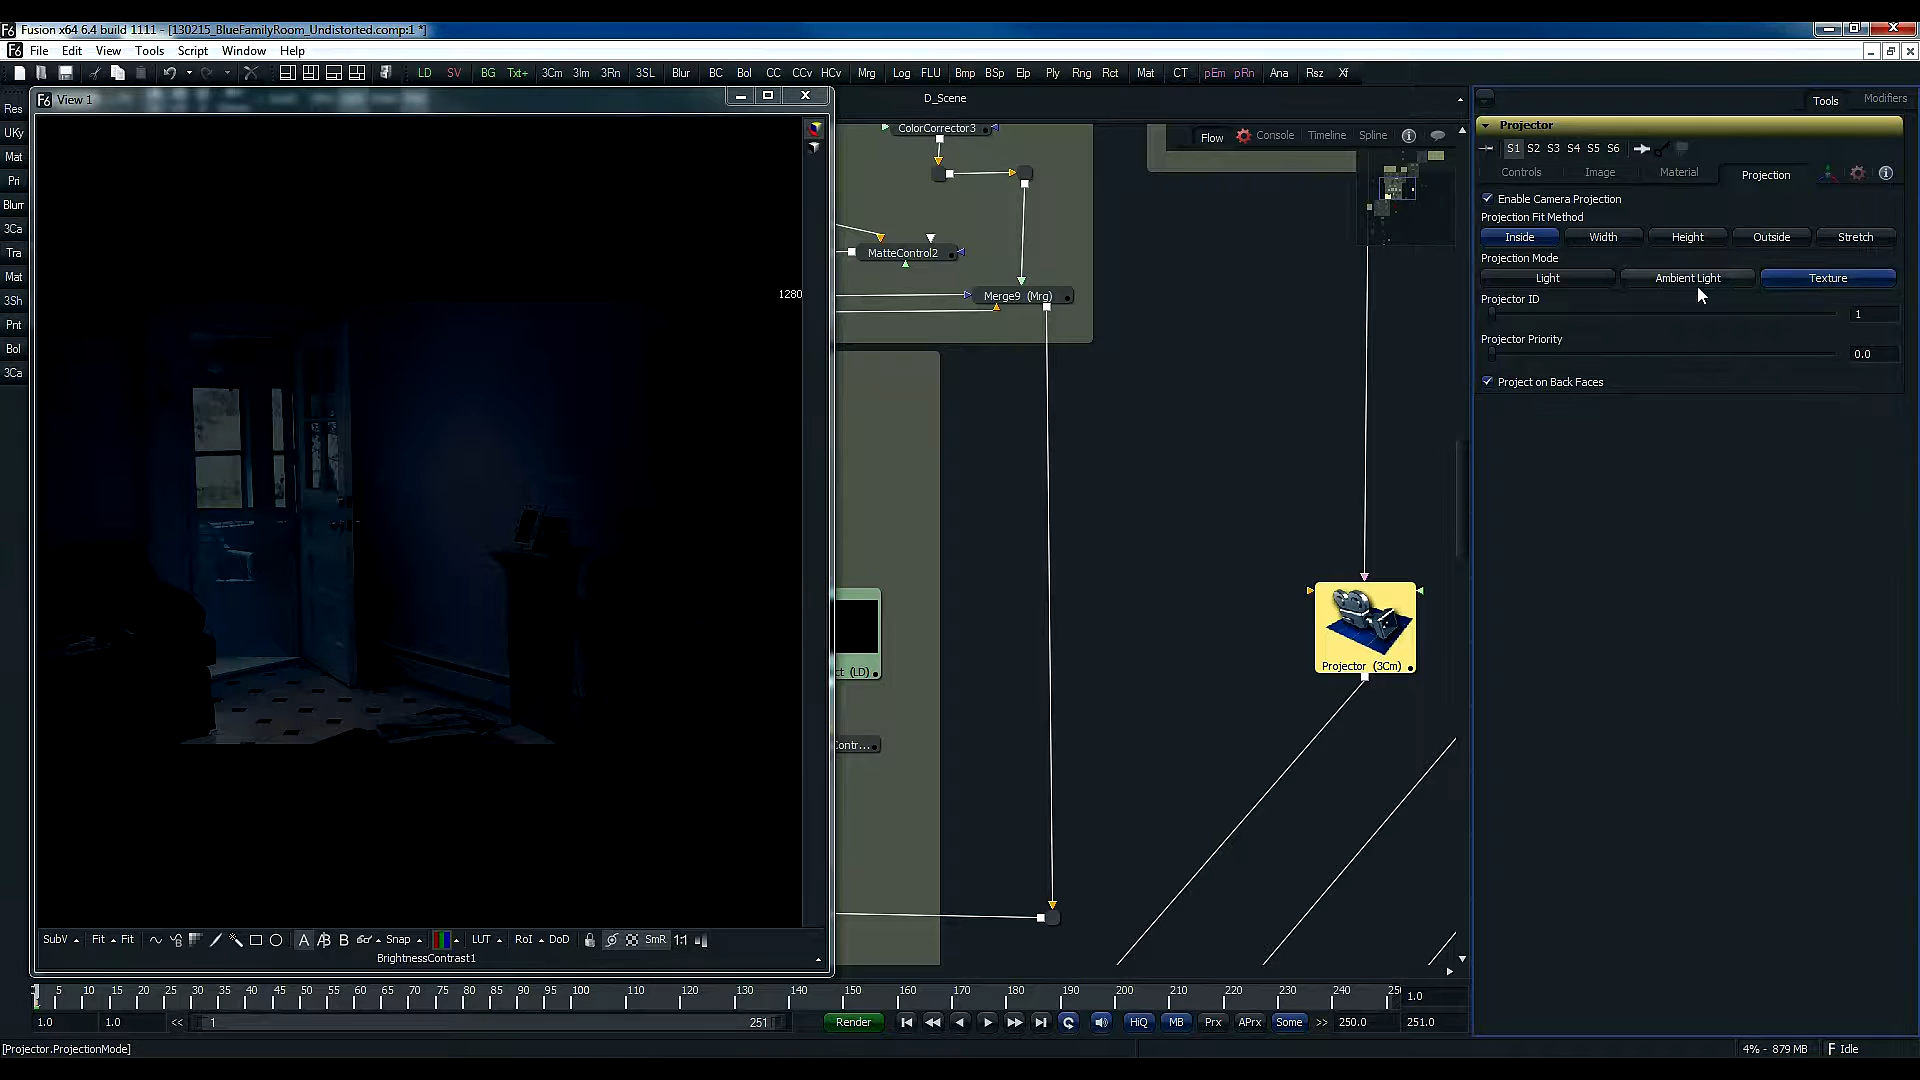 Fusion x64 6.4 build 1111 - [130215_BlueFamilyRoom_Undistorted.comp:1 *]
File Edit View Tools Script Window Help
LD SV BG Txt+ 3Cm 3Im 3Rn 3SL Blur BC Bol CC CCv HCv Mrg Log FLU Bmp BSp Elp Ply Rng Rct Mat CT pEm pRn Ana Rsz Xf
View 1
D_Scene
Tools Modifiers
Res
UKy
Mat
Pri
Blurr
3Ca
Tra
Mat
3Sh
Pnt
Bol
3Ca
ColorCorrector3
Flow Console Timeline Spline
MatteControl2
1280
Merge9 (Mrg)
ct (LD)
Contr...
Projector (3Cm)
Projector
S1 S2 S3 S4 S5 S6
Controls Image Material Projection
Enable Camera Projection
Projection Fit Method
Inside Width Height Outside Stretch
Projection Mode
Light Ambient Light Texture
Projector ID
1
Projector Priority
0.0
Project on Back Faces
SubV Fit Fit A B Snap LUT RoI DoD SmR 1:1
BrightnessContrast1
5 10 15 20 25 30 35 40 45 50 55 60 65 70 75 80 85 90 95 100 110 120 130 140 150 160 170 180 190 200 210 220 230 240 25
1.0
1.0 1.0 << 1 251 Render HiQ MB Prx APrx Some >> 250.0 251.0
[Projector.ProjectionMode]
4% - 879 MB Idle